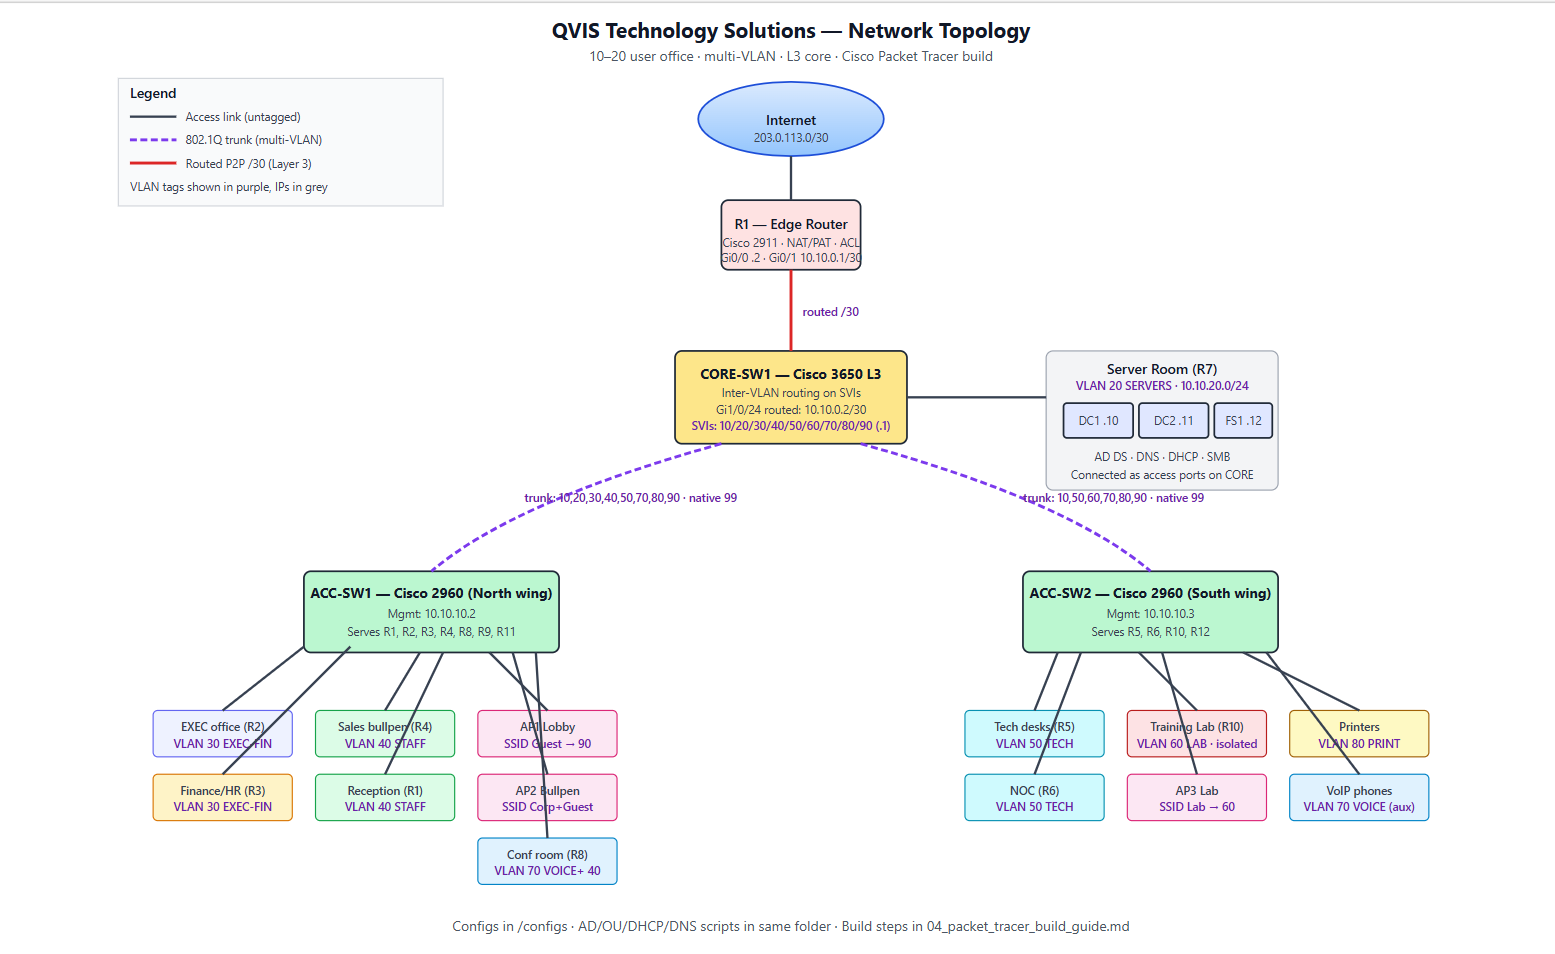 QVIS Technology Solutions — Network Topology
10–20 user office · multi-VLAN · L3 core · Cisco Packet Tracer build
Legend
Access link (untagged)
802.1Q trunk (multi-VLAN)
Routed P2P /30 (Layer 3)
VLAN tags shown in purple, IPs in grey
Internet
203.0.113.0/30
R1 — Edge Router
Cisco 2911 · NAT/PAT · ACL
Gi0/0 .2 · Gi0/1 10.10.0.1/30
routed /30
CORE-SW1 — Cisco 3650 L3
Inter-VLAN routing on SVIs
Gi1/0/24 routed: 10.10.0.2/30
SVIs: 10/20/30/40/50/60/70/80/90 (.1)
Server Room (R7)
VLAN 20 SERVERS · 10.10.20.0/24
DC1 .10
DC2 .11
FS1 .12
AD DS · DNS · DHCP · SMB
Connected as access ports on CORE
trunk: 10,20,30,40,50,70,80,90 · native 99
trunk: 10,50,60,70,80,90 · native 99
ACC-SW1 — Cisco 2960 (North wing)
Mgmt: 10.10.10.2
Serves R1, R2, R3, R4, R8, R9, R11
ACC-SW2 — Cisco 2960 (South wing)
Mgmt: 10.10.10.3
Serves R5, R6, R10, R12
EXEC office (R2)
VLAN 30 EXEC-FIN
Sales bullpen (R4)
VLAN 40 STAFF
AP1 Lobby
SSID Guest → 90
Finance/HR (R3)
VLAN 30 EXEC-FIN
Reception (R1)
VLAN 40 STAFF
AP2 Bullpen
SSID Corp+Guest
Conf room (R8)
VLAN 70 VOICE+ 40
Tech desks (R5)
VLAN 50 TECH
Training Lab (R10)
VLAN 60 LAB · isolated
Printers
VLAN 80 PRINT
NOC (R6)
VLAN 50 TECH
AP3 Lab
SSID Lab → 60
VoIP phones
VLAN 70 VOICE (aux)
Configs in /configs · AD/OU/DHCP/DNS scripts in same folder · Build steps in 04_packet_tracer_build_guide.md